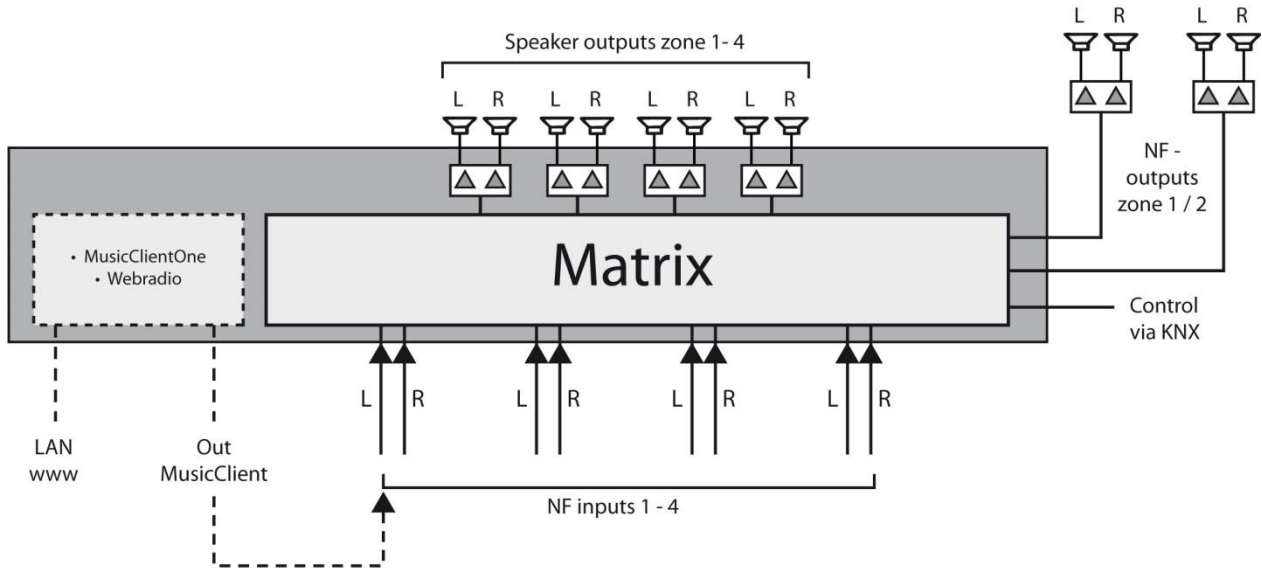 L R L R
Speaker outputs zone 1- 4
L R L R L R L R
NF -
outputs
zone 1 / 2
• MusicClientOne
• Webradio
Matrix
Control
via KNX
L R L R L R L R
LAN
www
Out
MusicClient
NF inputs 1 - 4